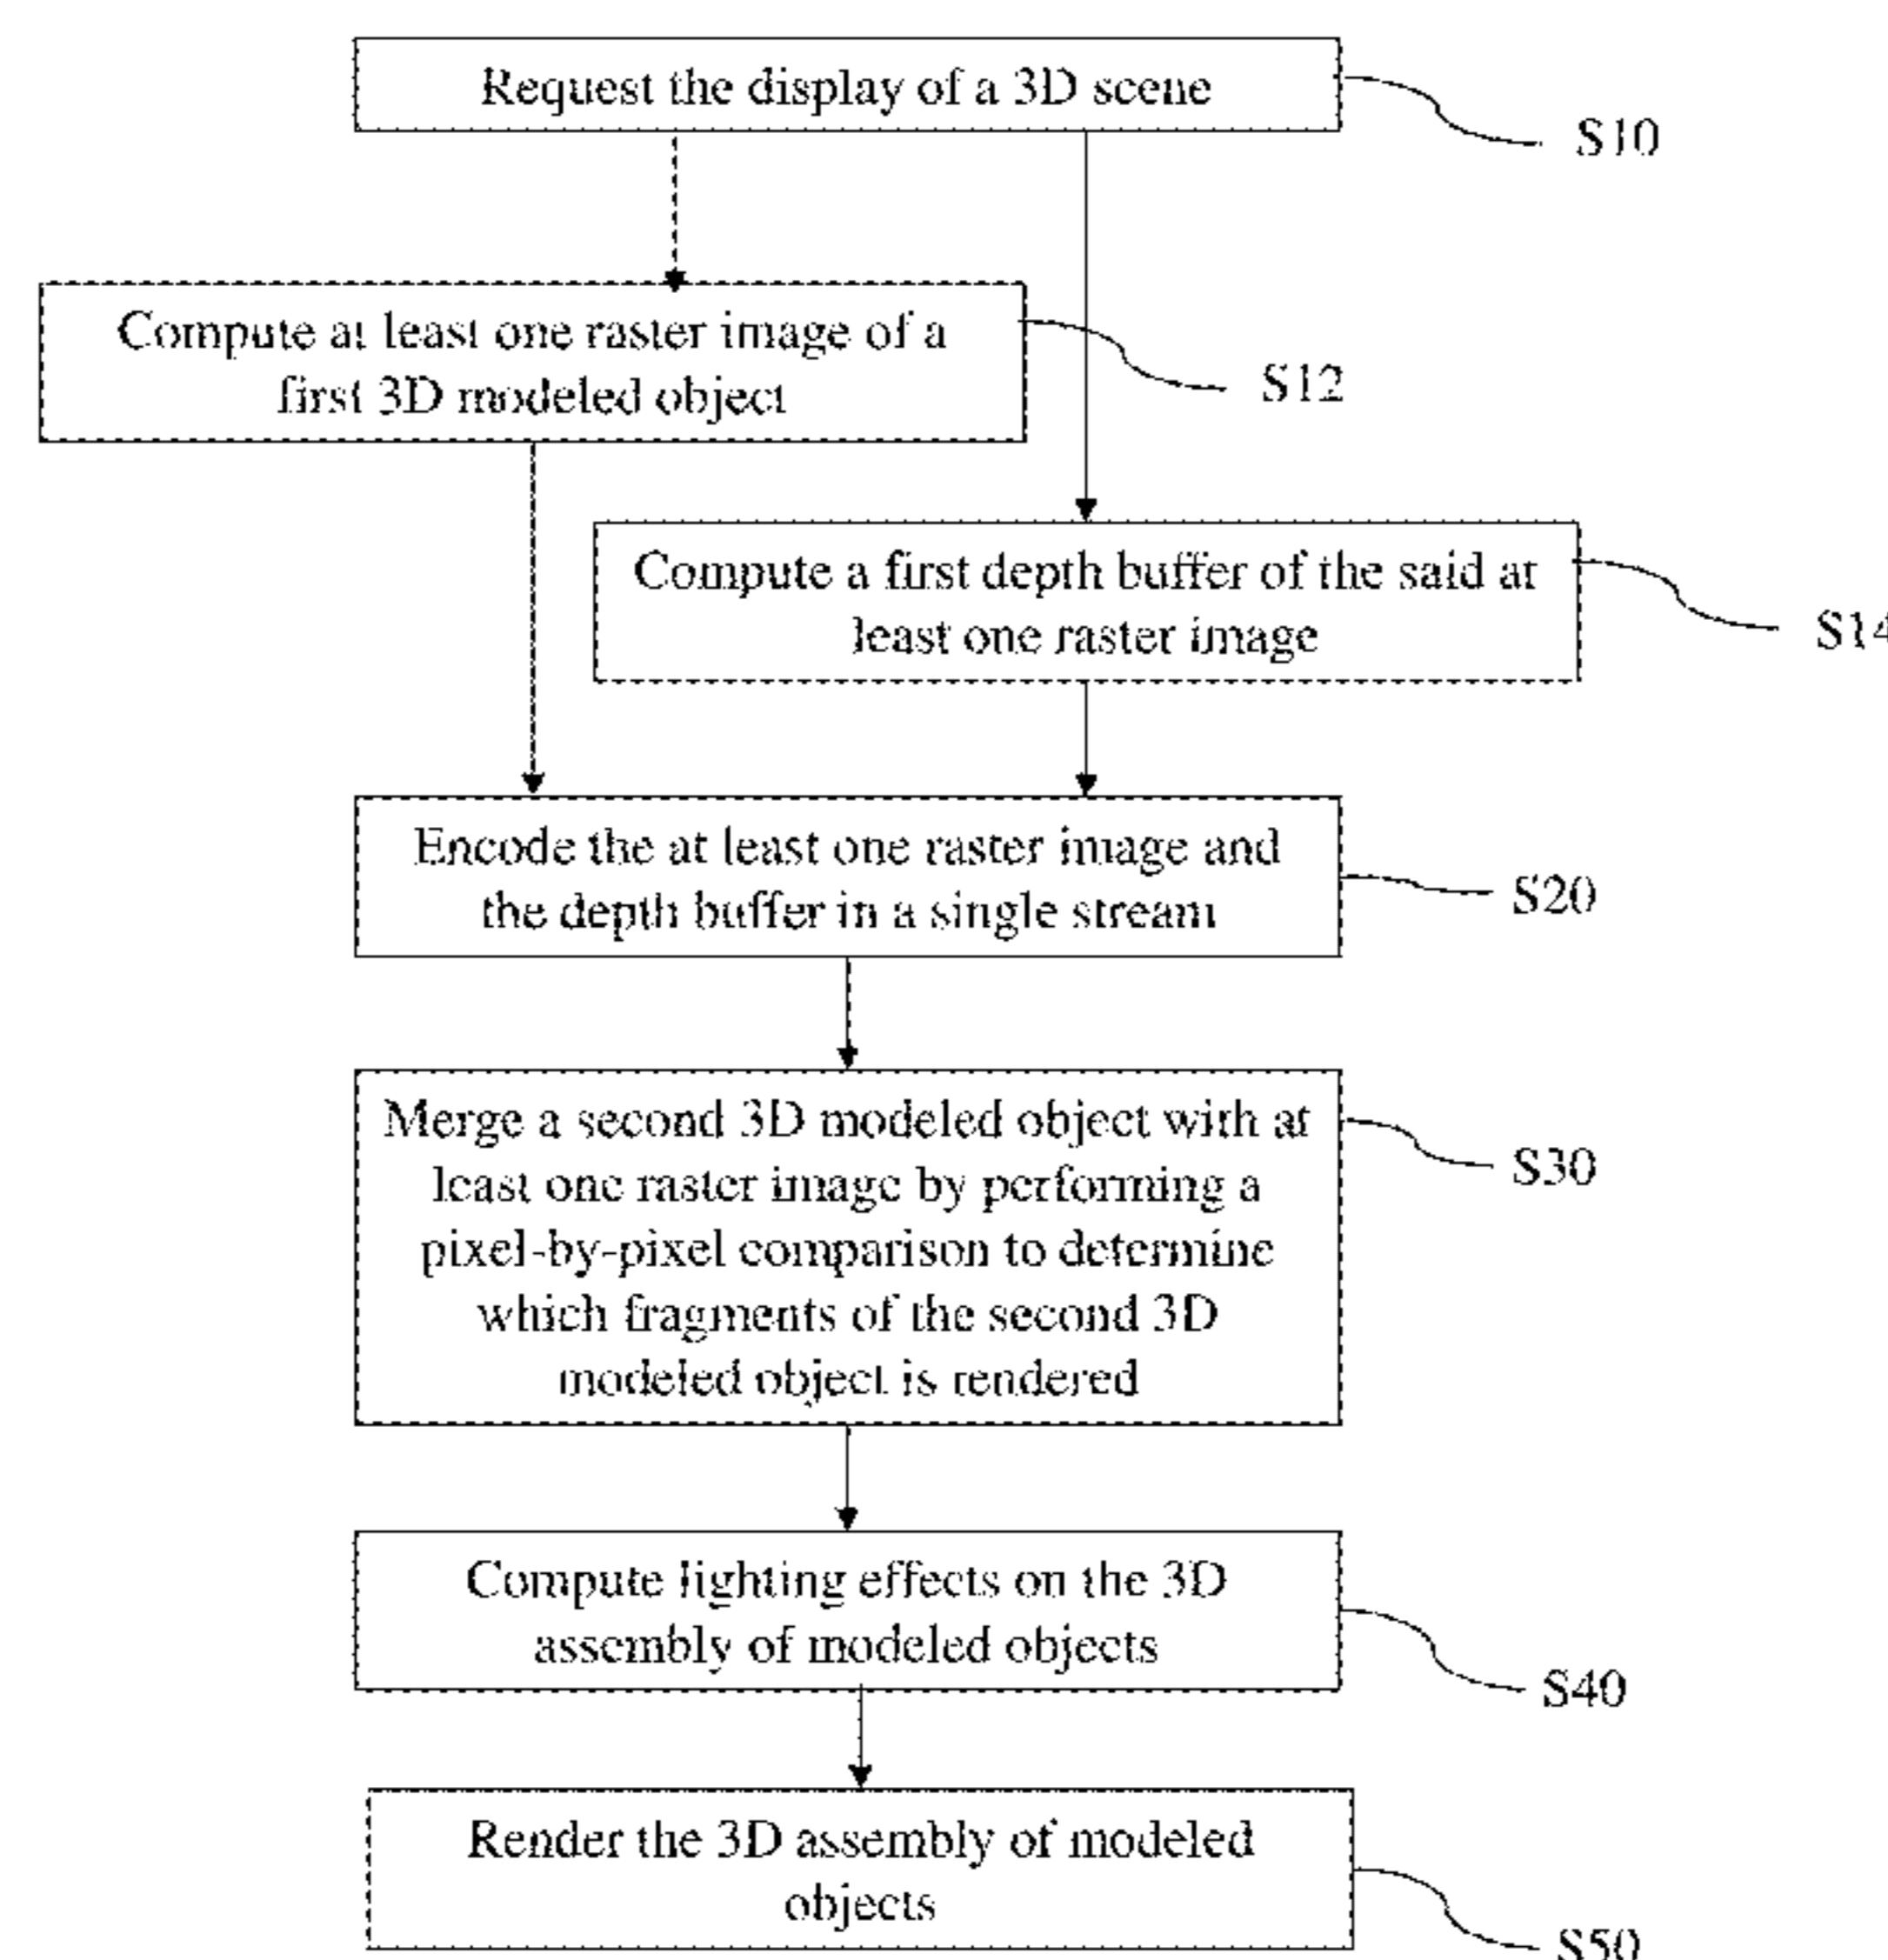 Request the display of a 3D scene
S10
Compute at least one raster image of a
first 3D modeled object
S12
Compute a first depth buffer of the said at
least one raster image
S14
Encode the at least one raster image and
the depth buffer in a single stream
S20
Merge a second 3D modeled object with at
least one raster image by performing a
pixel-by-pixel comparison to determine
which fragments of the second 3D
modeled object is rendered
S30
Compute lighting effects on the 3D
assembly of modeled objects
S40
Render the 3D assembly of modeled
objects
S50